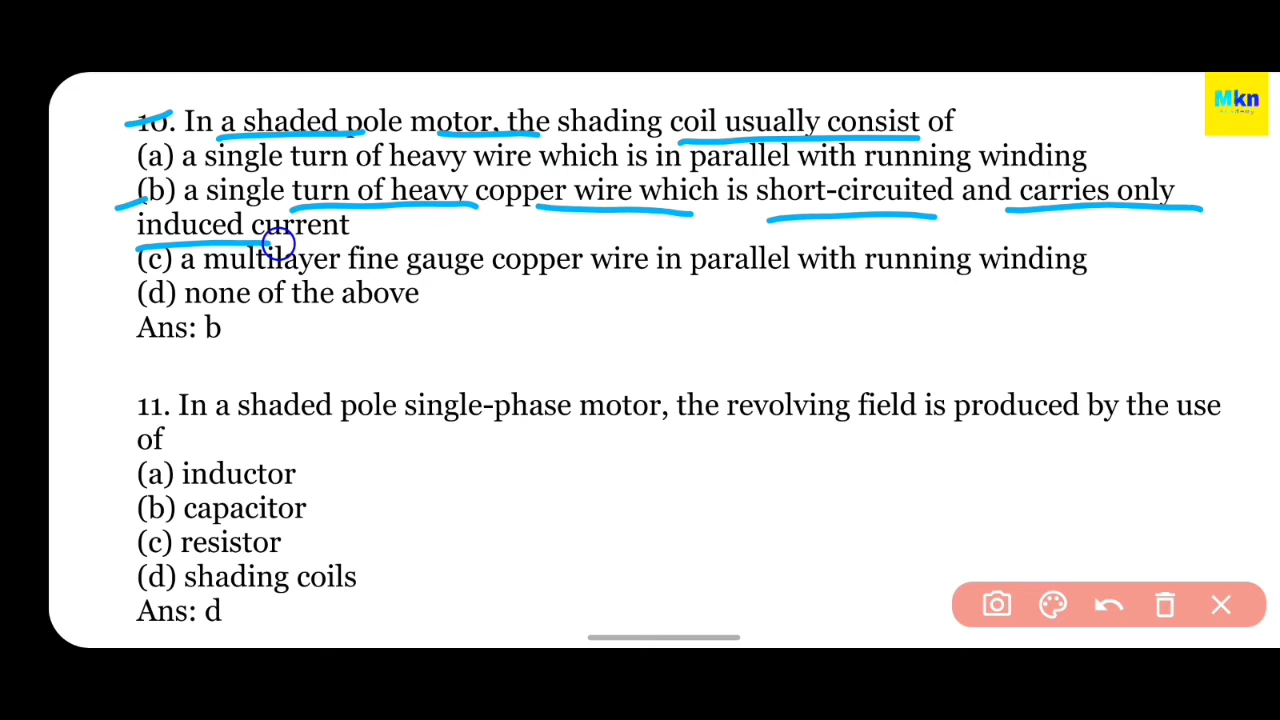 Mkn
Academy
10. In a shaded pole motor, the shading coil usually consist of
(a) a single turn of heavy wire which is in parallel with running winding
(b) a single turn of heavy copper wire which is short-circuited and carries only
induced current
(c) a multilayer fine gauge copper wire in parallel with running winding
(d) none of the above
Ans: b
11. In a shaded pole single-phase motor, the revolving field is produced by the use
of
(a) inductor
(b) capacitor
(c) resistor
(d) shading coils
Ans: d